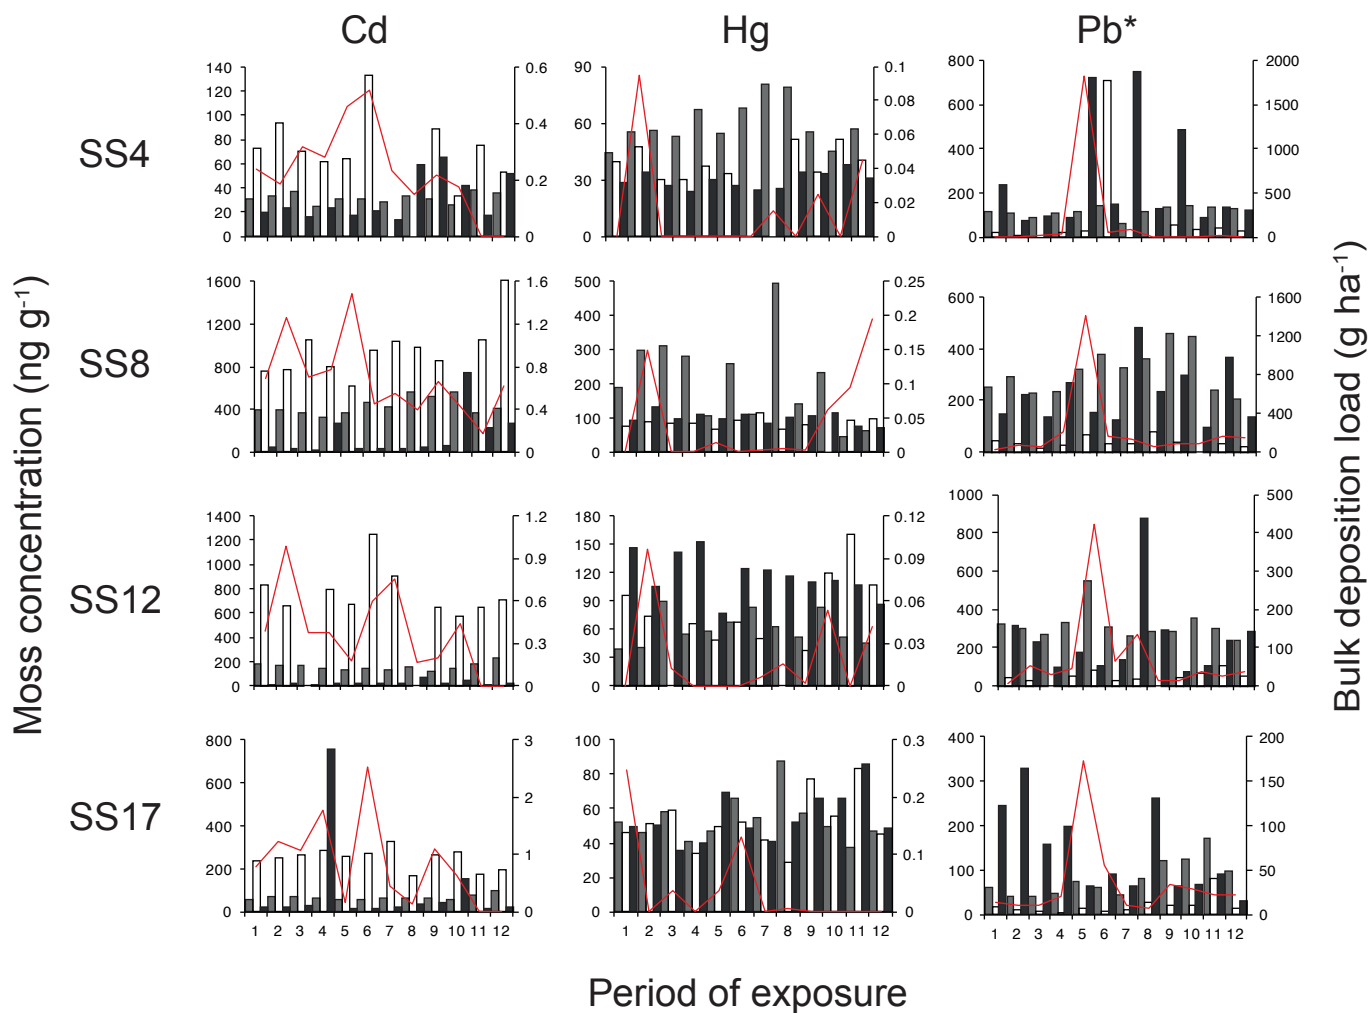 Cd Hg Pb*
SS4
140 120 100 80 60 40 20 0
0.6 0.4 0.2 0
90 60 30 0
0.1 0.08 0.06 0.04 0.02 0
800 600 400 200 0
2000 1500 1000 500 0
SS8
1600 1200 800 400 0
1.6 1.2 0.8 0.4 0
500 400 300 200 100 0
0.25 0.2 0.15 0.1 0.05 0
600 400 200 0
1600 1200 800 400 0
SS12
1400 1200 1000 800 600 400 200 0
1.2 0.9 0.6 0.3 0
180 150 120 90 60 30 0
0.12 0.09 0.06 0.03 0
1000 800 600 400 200 0
500 400 300 200 100 0
SS17
800 600 400 200 0
3 2 1 0
100 80 60 40 20 0
0.3 0.2 0.1 0
400 300 200 100 0
200 150 100 50 0
1 2 3 4 5 6 7 8 9 10 11 12
1 2 3 4 5 6 7 8 9 10 11 12
1 2 3 4 5 6 7 8 9 10 11 12
Moss concentration (ng g⁻¹)
Bulk deposition load (g ha⁻¹)
Period of exposure